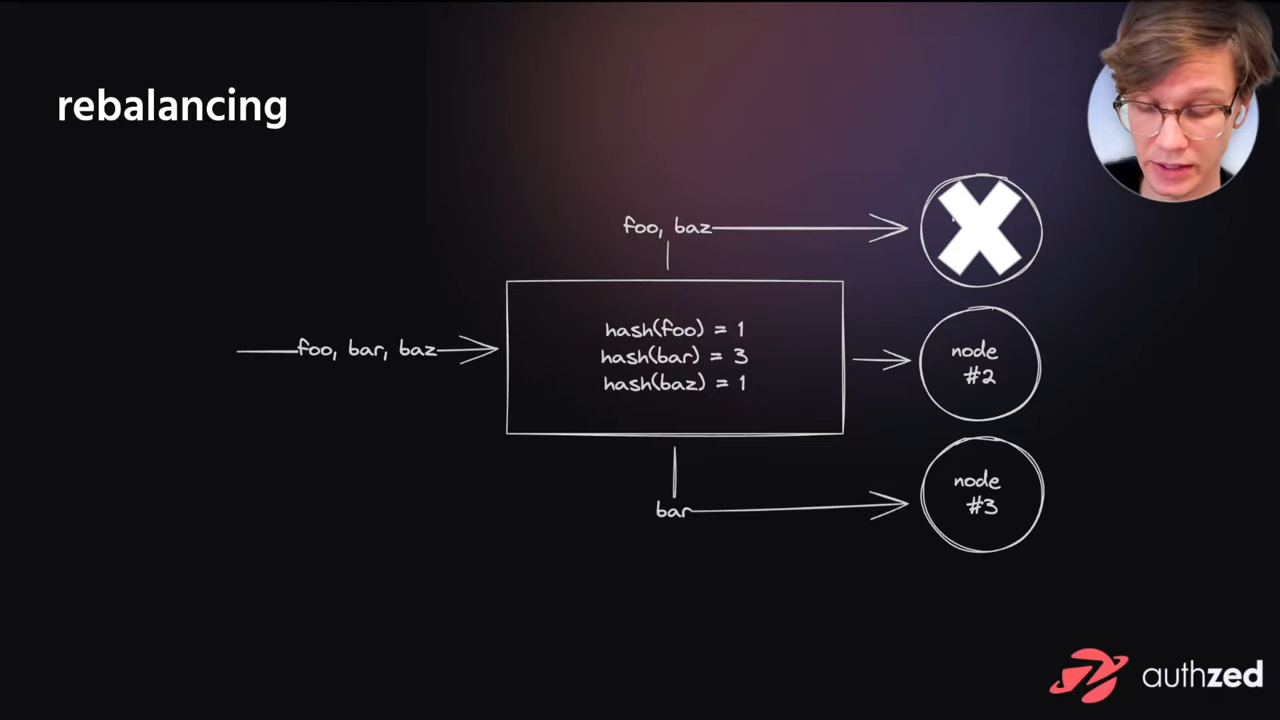 rebalancing
foo, baz
foo, bar, baz
hash(foo) = 1
hash(bar) = 3
hash(baz) = 1
node
#2
node
#3
bar
authzed